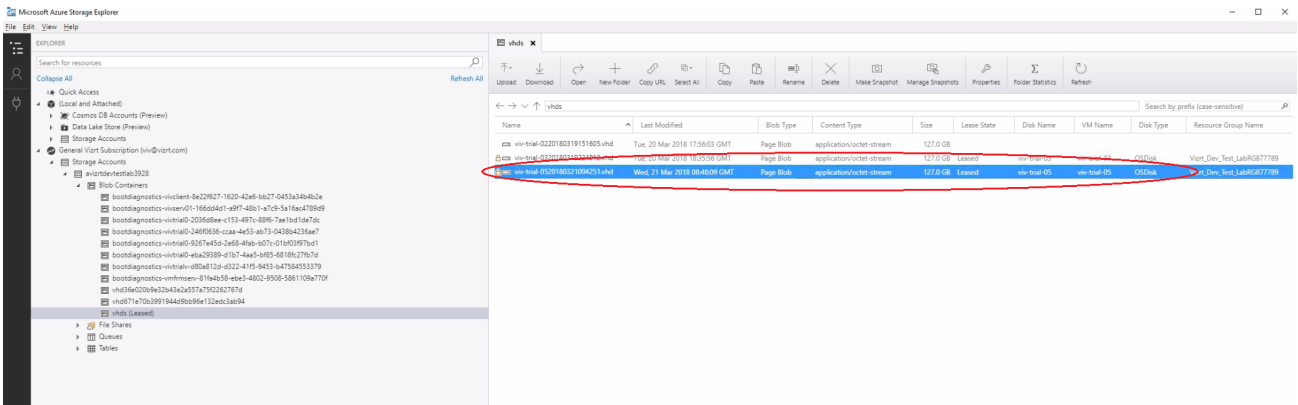 Microsoft Azure Storage Explorer
File Edit View Help
EXPLORER
Search for resources
Collapse All Refresh All
Quick Access
(Local and Attached)
Cosmos DB Accounts (Preview)
Data Lake Store (Preview)
Storage Accounts
General Vizrt Subscription (viv@vizrt.com)
Storage Accounts
avizrtdevtestlab3928
Blob Containers
bootdiagnostics-vivclient-8e22f627-1620-42e6-bb27-0453a34b4b2e
bootdiagnostics-vivserv01-166dd4d1-a9f7-48b1-a7c9-5a16ac4789d9
bootdiagnostics-vivtrial0-2036d8ee-c153-497c-88f6-7ae1bd1de7dc
bootdiagnostics-vivtrial0-246f0636-ccaa-4e53-ab73-0438b4236ae7
bootdiagnostics-vivtrial0-9267e45d-2e68-4fab-b07c-01bf03f97bd1
bootdiagnostics-vivtrial0-eba29389-d1b7-4aa5-bf85-6818fc27fb7d
bootdiagnostics-vivtrialv-d80a812d-d322-41f5-9453-b47584553379
bootdiagnostics-vmfrmserv-81fa4b58-ebe3-4802-9508-5861109a770f
vhd36e020b9e32b43e2a557a75f2262767d
vhd671e70b3991944d9bb96e132edc3ab94
vhds (Leased)
File Shares
Queues
Tables
vhds
Upload Download Open New Folder Copy URL Select All Copy Paste Rename Delete Make Snapshot Manage Snapshots Properties Folder Statistics Refresh
vhds Search by prefix (case-sensitive)
Name Last Modified Blob Type Content Type Size Lease State Disk Name VM Name Disk Type Resource Group Name
viv-trial-0220180319151605.vhd Tue, 20 Mar 2018 17:56:03 GMT Page Blob application/octet-stream 127.0 GB
Tue, 20 Mar 2018 18:35:56 GMT Page Blob application/octet-stream 127.0 GB Leased viv-trial-03 viv-trial-03 OSDisk Vizrt_Dev_Test_LabRG877789
viv-trial-0520180321094251.vhd Wed, 21 Mar 2018 08:48:09 GMT Page Blob application/octet-stream 127.0 GB Leased viv-trial-05 viv-trial-05 OSDisk Vizrt_Dev_Test_LabRG877789